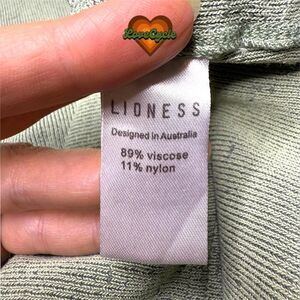 LoveCycle
LIONESS
Designed in Australia
89% viscose
11% nylon